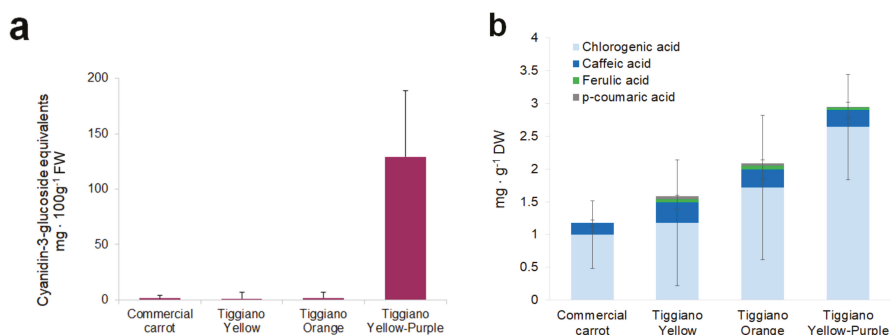 a
Cyanidin-3-glucoside equivalents
mg · 100g⁻¹ FW
200
150
100
50
0
Commercial carrot
Tiggiano Yellow
Tiggiano Orange
Tiggiano Yellow-Purple
b
Chlorogenic acid
Caffeic acid
Ferulic acid
p-coumaric acid
mg · g⁻¹ DW
4
3.5
3
2.5
2
1.5
1
0.5
0
Commercial carrot
Tiggiano Yellow
Tiggiano Orange
Tiggiano Yellow-Purple